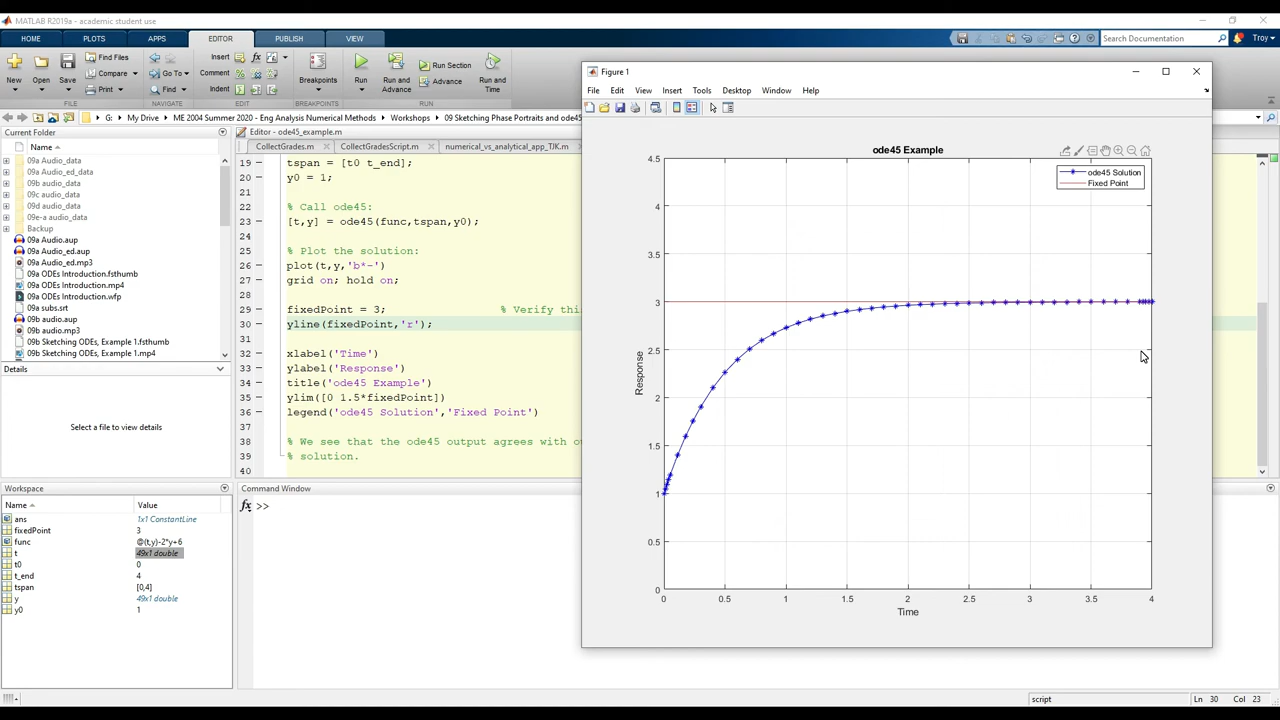 MATLAB R2019a - academic student use
HOME
PLOTS
APPS
EDITOR
PUBLISH
VIEW
Search Documentation
Troy
New
Open
Save
Find Files
Compare
Print
Go To
Find
Insert
Comment
Indent
Breakpoints
Run
Run and
Advance
Run Section
Advance
Run and
Time
FILE
NAVIGATE
EDIT
BREAKPOINTS
RUN
G: My Drive ME 2004 Summer 2020 - Eng Analysis Numerical Methods Workshops 09 Sketching Phase Portraits and ode45
Current Folder
Name
09a Audio_data
09a Audio_ed_data
09b audio_data
09c audio_data
09d audio_data
09e-a audio_data
Backup
09a Audio.aup
09a Audio_ed.aup
09a Audio_ed.mp3
09a ODEs Introduction.fsthumb
09a ODEs Introduction.mp4
09a ODEs Introduction.wfp
09a subs.srt
09b audio.aup
09b audio.mp3
09b Sketching ODEs, Example 1.fsthumb
09b Sketching ODEs, Example 1.mp4
Details
Select a file to view details
Workspace
Name Value
ans 1x1 ConstantLine
fixedPoint 3
func @(t,y)-2*y+6
t 49x1 double
t0 0
t_end 4
tspan [0,4]
y 49x1 double
y0 1
Editor - ode45_example.m
CollectGrades.m
CollectGradesScript.m
numerical_vs_analytical_app_TJK.m
19 tspan = [t0 t_end];
20 y0 = 1;
21
22 % Call ode45:
23 [t,y] = ode45(func,tspan,y0);
24
25 % Plot the solution:
26 plot(t,y,'b*-')
27 grid on; hold on;
28
29 fixedPoint = 3; % Verify thi
30 yline(fixedPoint,'r');
31
32 xlabel('Time')
33 ylabel('Response')
34 title('ode45 Example')
35 ylim([0 1.5*fixedPoint])
36 legend('ode45 Solution','Fixed Point')
37
38 % We see that the ode45 output agrees with ou
39 % solution.
40
Command Window
fx >>
Figure 1
File Edit View Insert Tools Desktop Window Help
ode45 Example
ode45 Solution
Fixed Point
4.5
4
3.5
3
2.5
2
1.5
1
0.5
0
Response
0 0.5 1 1.5 2 2.5 3 3.5 4
Time
script
Ln 30 Col 23